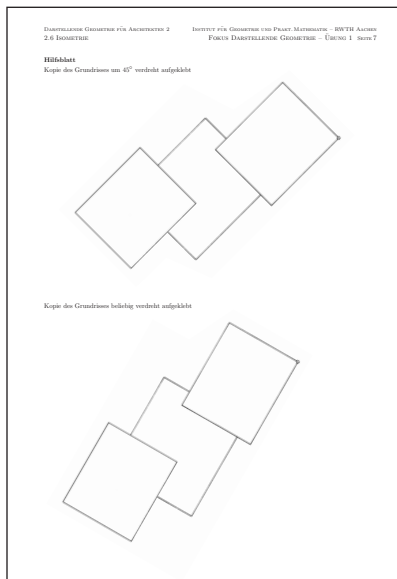 Darstellende Geometrie für Architekten 2 Institut für Geometrie und Prakt. Mathematik – RWTH Aachen
2.6 Isometrie Fokus Darstellende Geometrie – Übung 1 Seite 7
Hilfeblatt
Kopie des Grundrisses um 45° verdreht aufgeklebt
Kopie des Grundrisses beliebig verdreht aufgeklebt